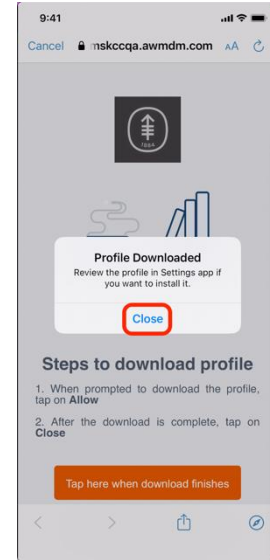 9:41
Cancel mskccqa.awmdm.com AA
1884
Profile Downloaded
Review the profile in Settings app if
you want to install it.
Close
Steps to download profile
1. When prompted to download the profile,
tap on Allow
2. After the download is complete, tap on
Close
Tap here when download finishes